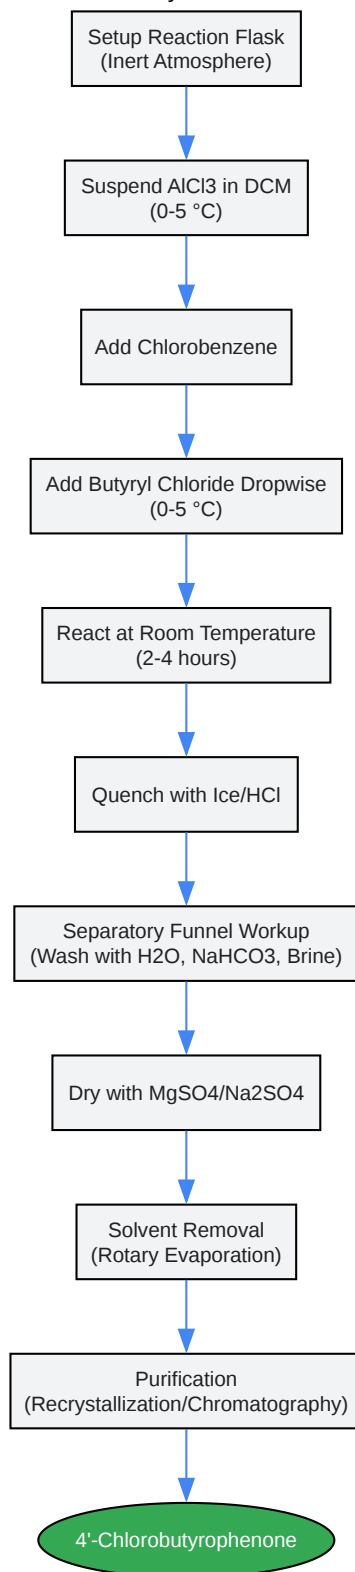 Setup Reaction Flask
(Inert Atmosphere)
Suspend AlCl3 in DCM
(0-5 °C)
Add Chlorobenzene
Add Butyryl Chloride Dropwise
(0-5 °C)
React at Room Temperature
(2-4 hours)
Quench with Ice/HCl
Separatory Funnel Workup
(Wash with H2O, NaHCO3, Brine)
Dry with MgSO4/Na2SO4
Solvent Removal
(Rotary Evaporation)
Purification
(Recrystallization/Chromatography)
4'-Chlorobutyrophenone